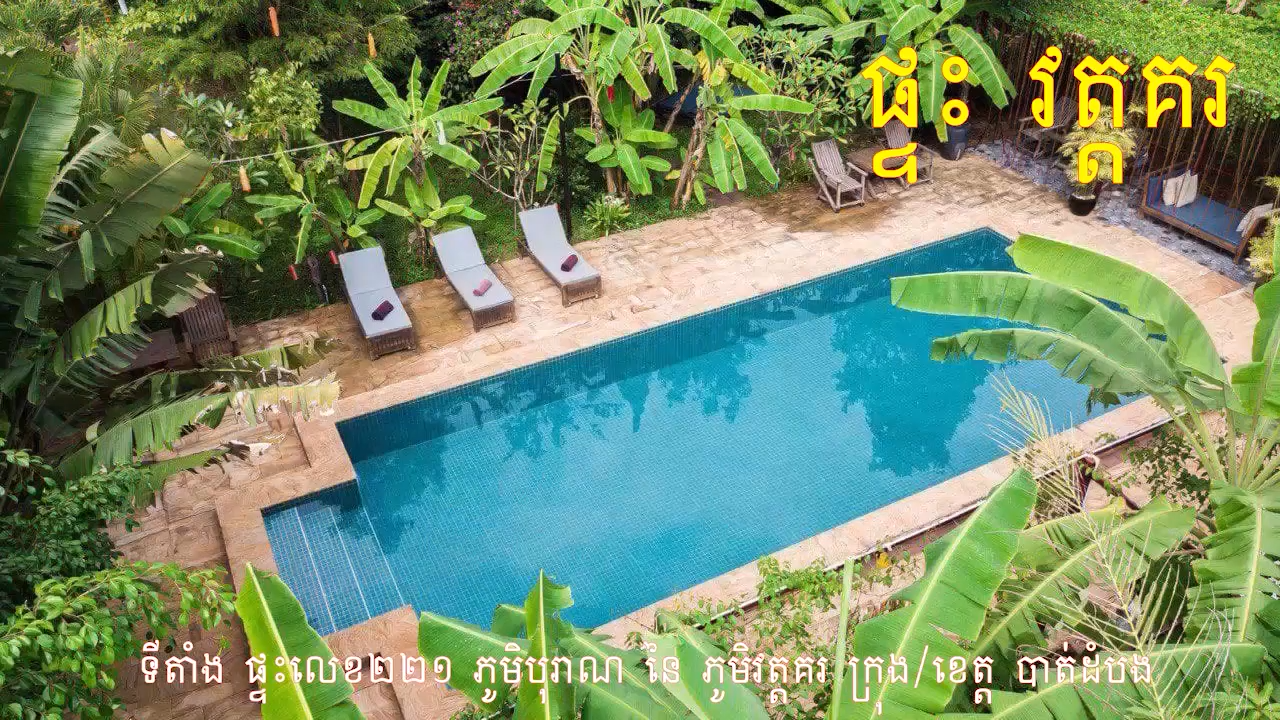 ផ្ទះ វត្តគរ
ទីតាំង ផ្ទះលេខ២២១ ភូមិបុរាណ នៃ ភូមិវត្តគរ ក្រុង/ខេត្ត បាត់ដំបង